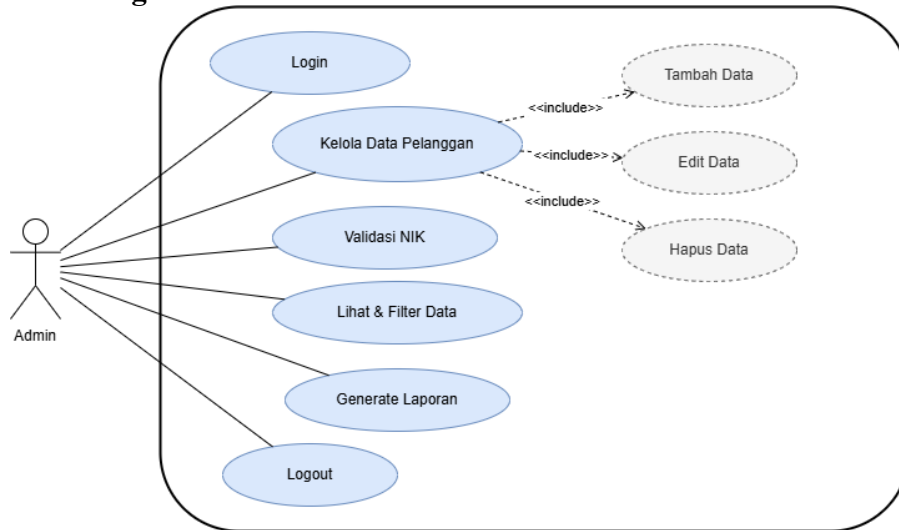 Login
Tambah Data
<<include>>
Kelola Data Pelanggan
<<include>>
Edit Data
<<include>>
Validasi NIK
Hapus Data
Lihat & Filter Data
Admin
Generate Laporan
Logout